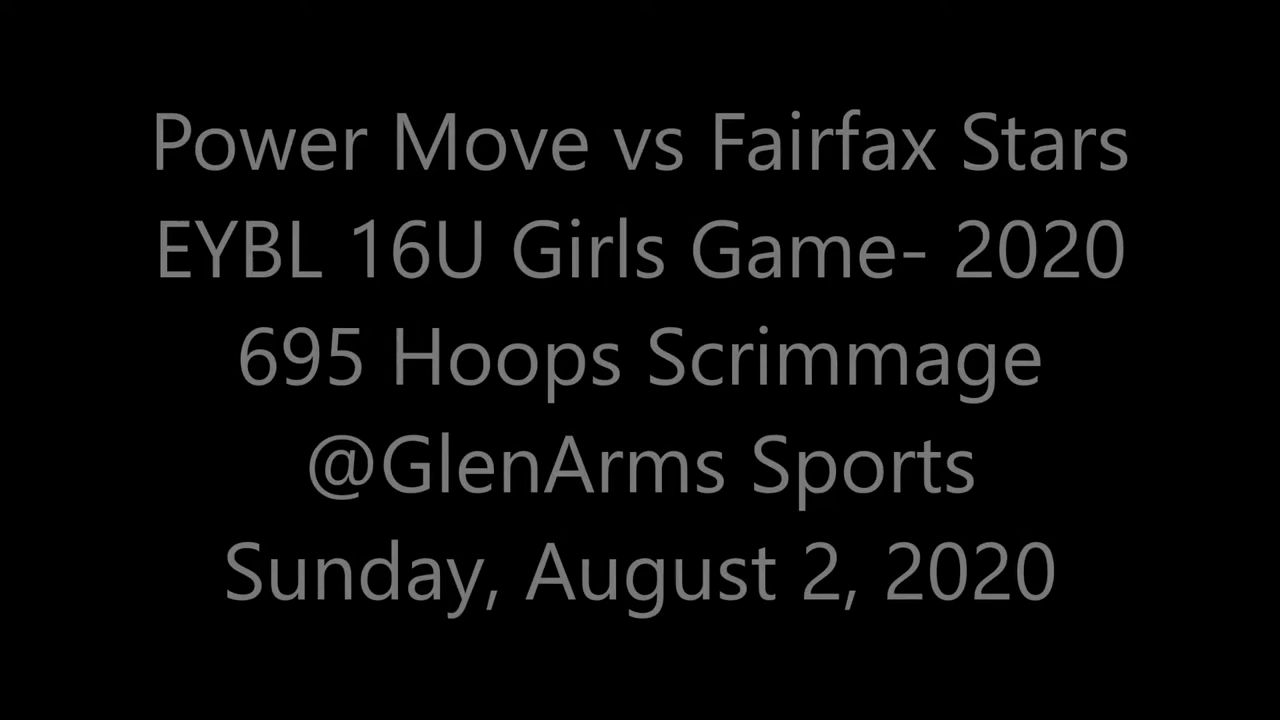 Power Move vs Fairfax Stars
EYBL 16U Girls Game- 2020
695 Hoops Scrimmage
@GlenArms Sports
Sunday, August 2, 2020